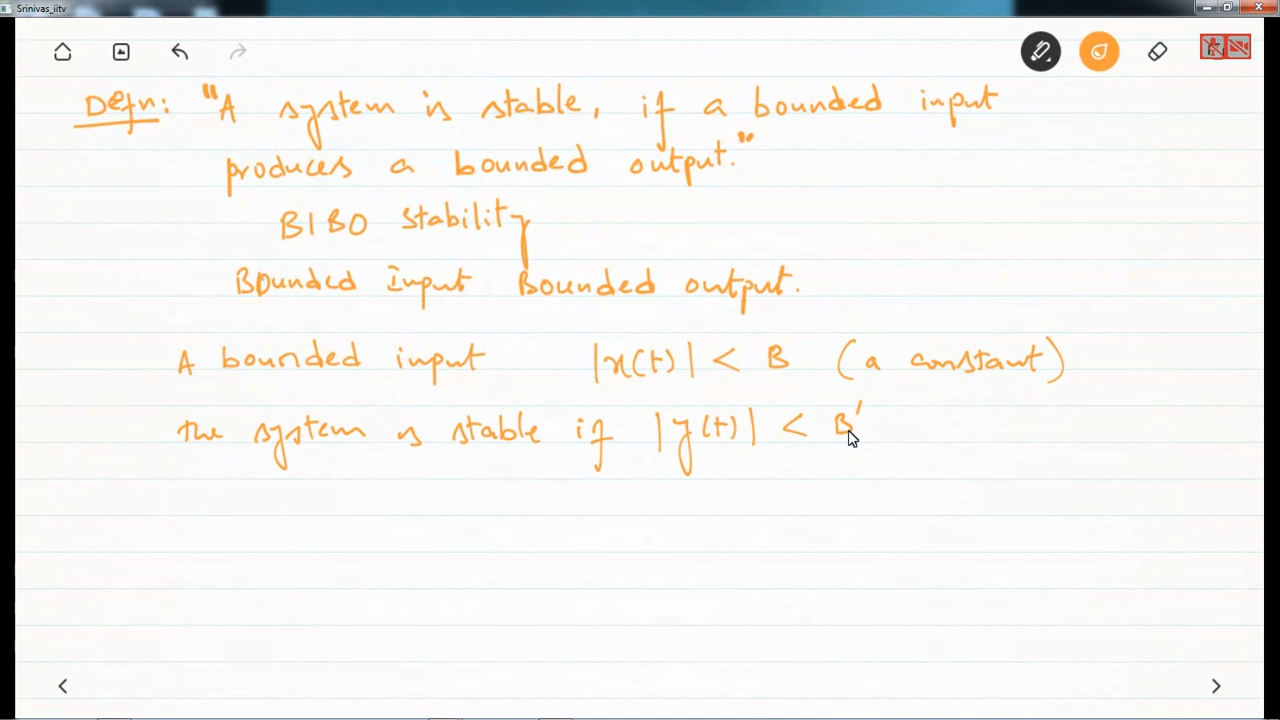 Srinivas_iitv
Defn: "A system is stable, if a bounded input
produces a bounded output."
BIBO stability
Bounded Input Bounded output.
A bounded input |x(t)| < B (a constant)
the system is stable if |y(t)| < B'